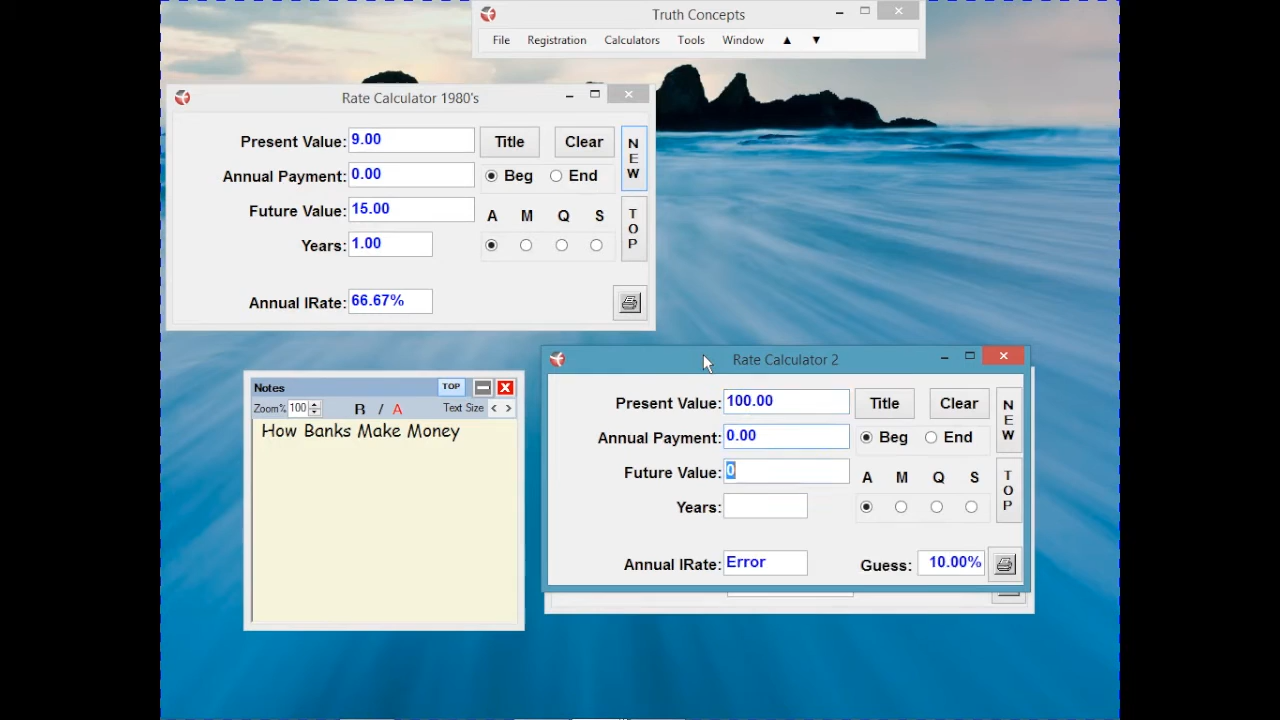 Truth Concepts
File Registration Calculators Tools Window ▲ ▼
Rate Calculator 1980's
Present Value: 9.00 Title Clear
Annual Payment: 0.00 Beg End
Future Value: 15.00 A M Q S
Years: 1.00
Annual IRate: 66.67%
NEW
TOP
Rate Calculator 2
Present Value: 100.00 Title Clear
Annual Payment: 0.00 Beg End
Future Value: 0 A M Q S
Years:
Annual IRate: Error Guess: 10.00%
NEW
TOP
Notes TOP
Zoom% 100 B / A Text Size < >
How Banks Make Money